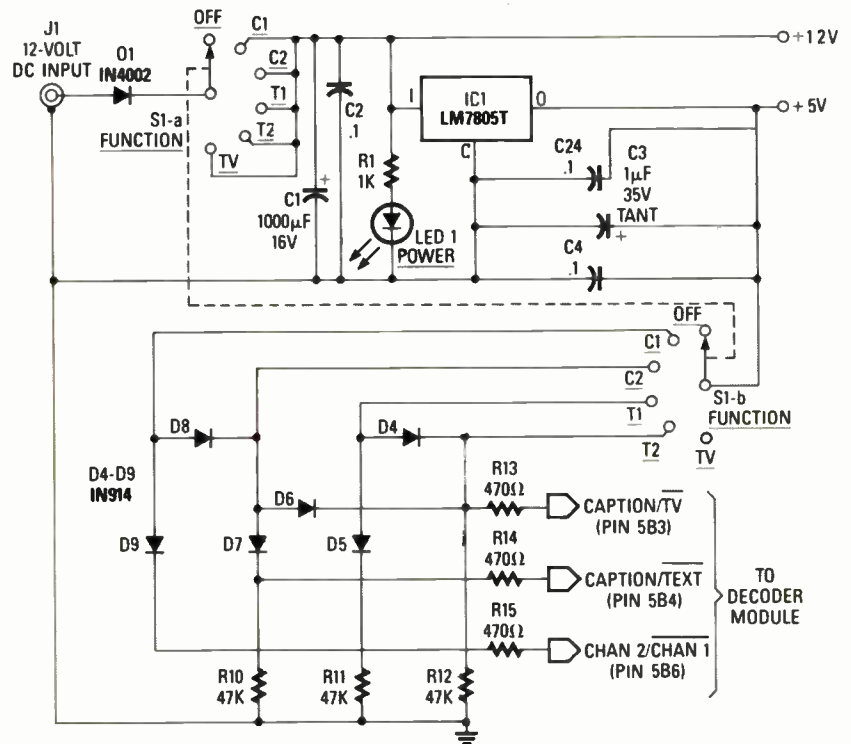 J1
12-VOLT
DC INPUT
O1
IN4002
OFF
C1
C2
T1
T2
TV
S1-a
FUNCTION
C1
1000µF
16V
+
C2
.1
R1
1K
LED 1
POWER
I
IC1
LM7805T
O
C
+12V
+5V
C24
.1
C3
1µF
35V
TANT
+
C4
.1
OFF
C1
C2
T1
T2
TV
S1-b
FUNCTION
D8
D4
D4-D9
IN914
D6
D9
D7
D5
R13
470Ω
CAPTION/TV
(PIN 5B3)
R14
470Ω
CAPTION/TEXT
(PIN 5B4)
R15
470Ω
CHAN 2/CHAN 1
(PIN 5B6)
TO
DECODER
MODULE
R10
47K
R11
47K
R12
47K